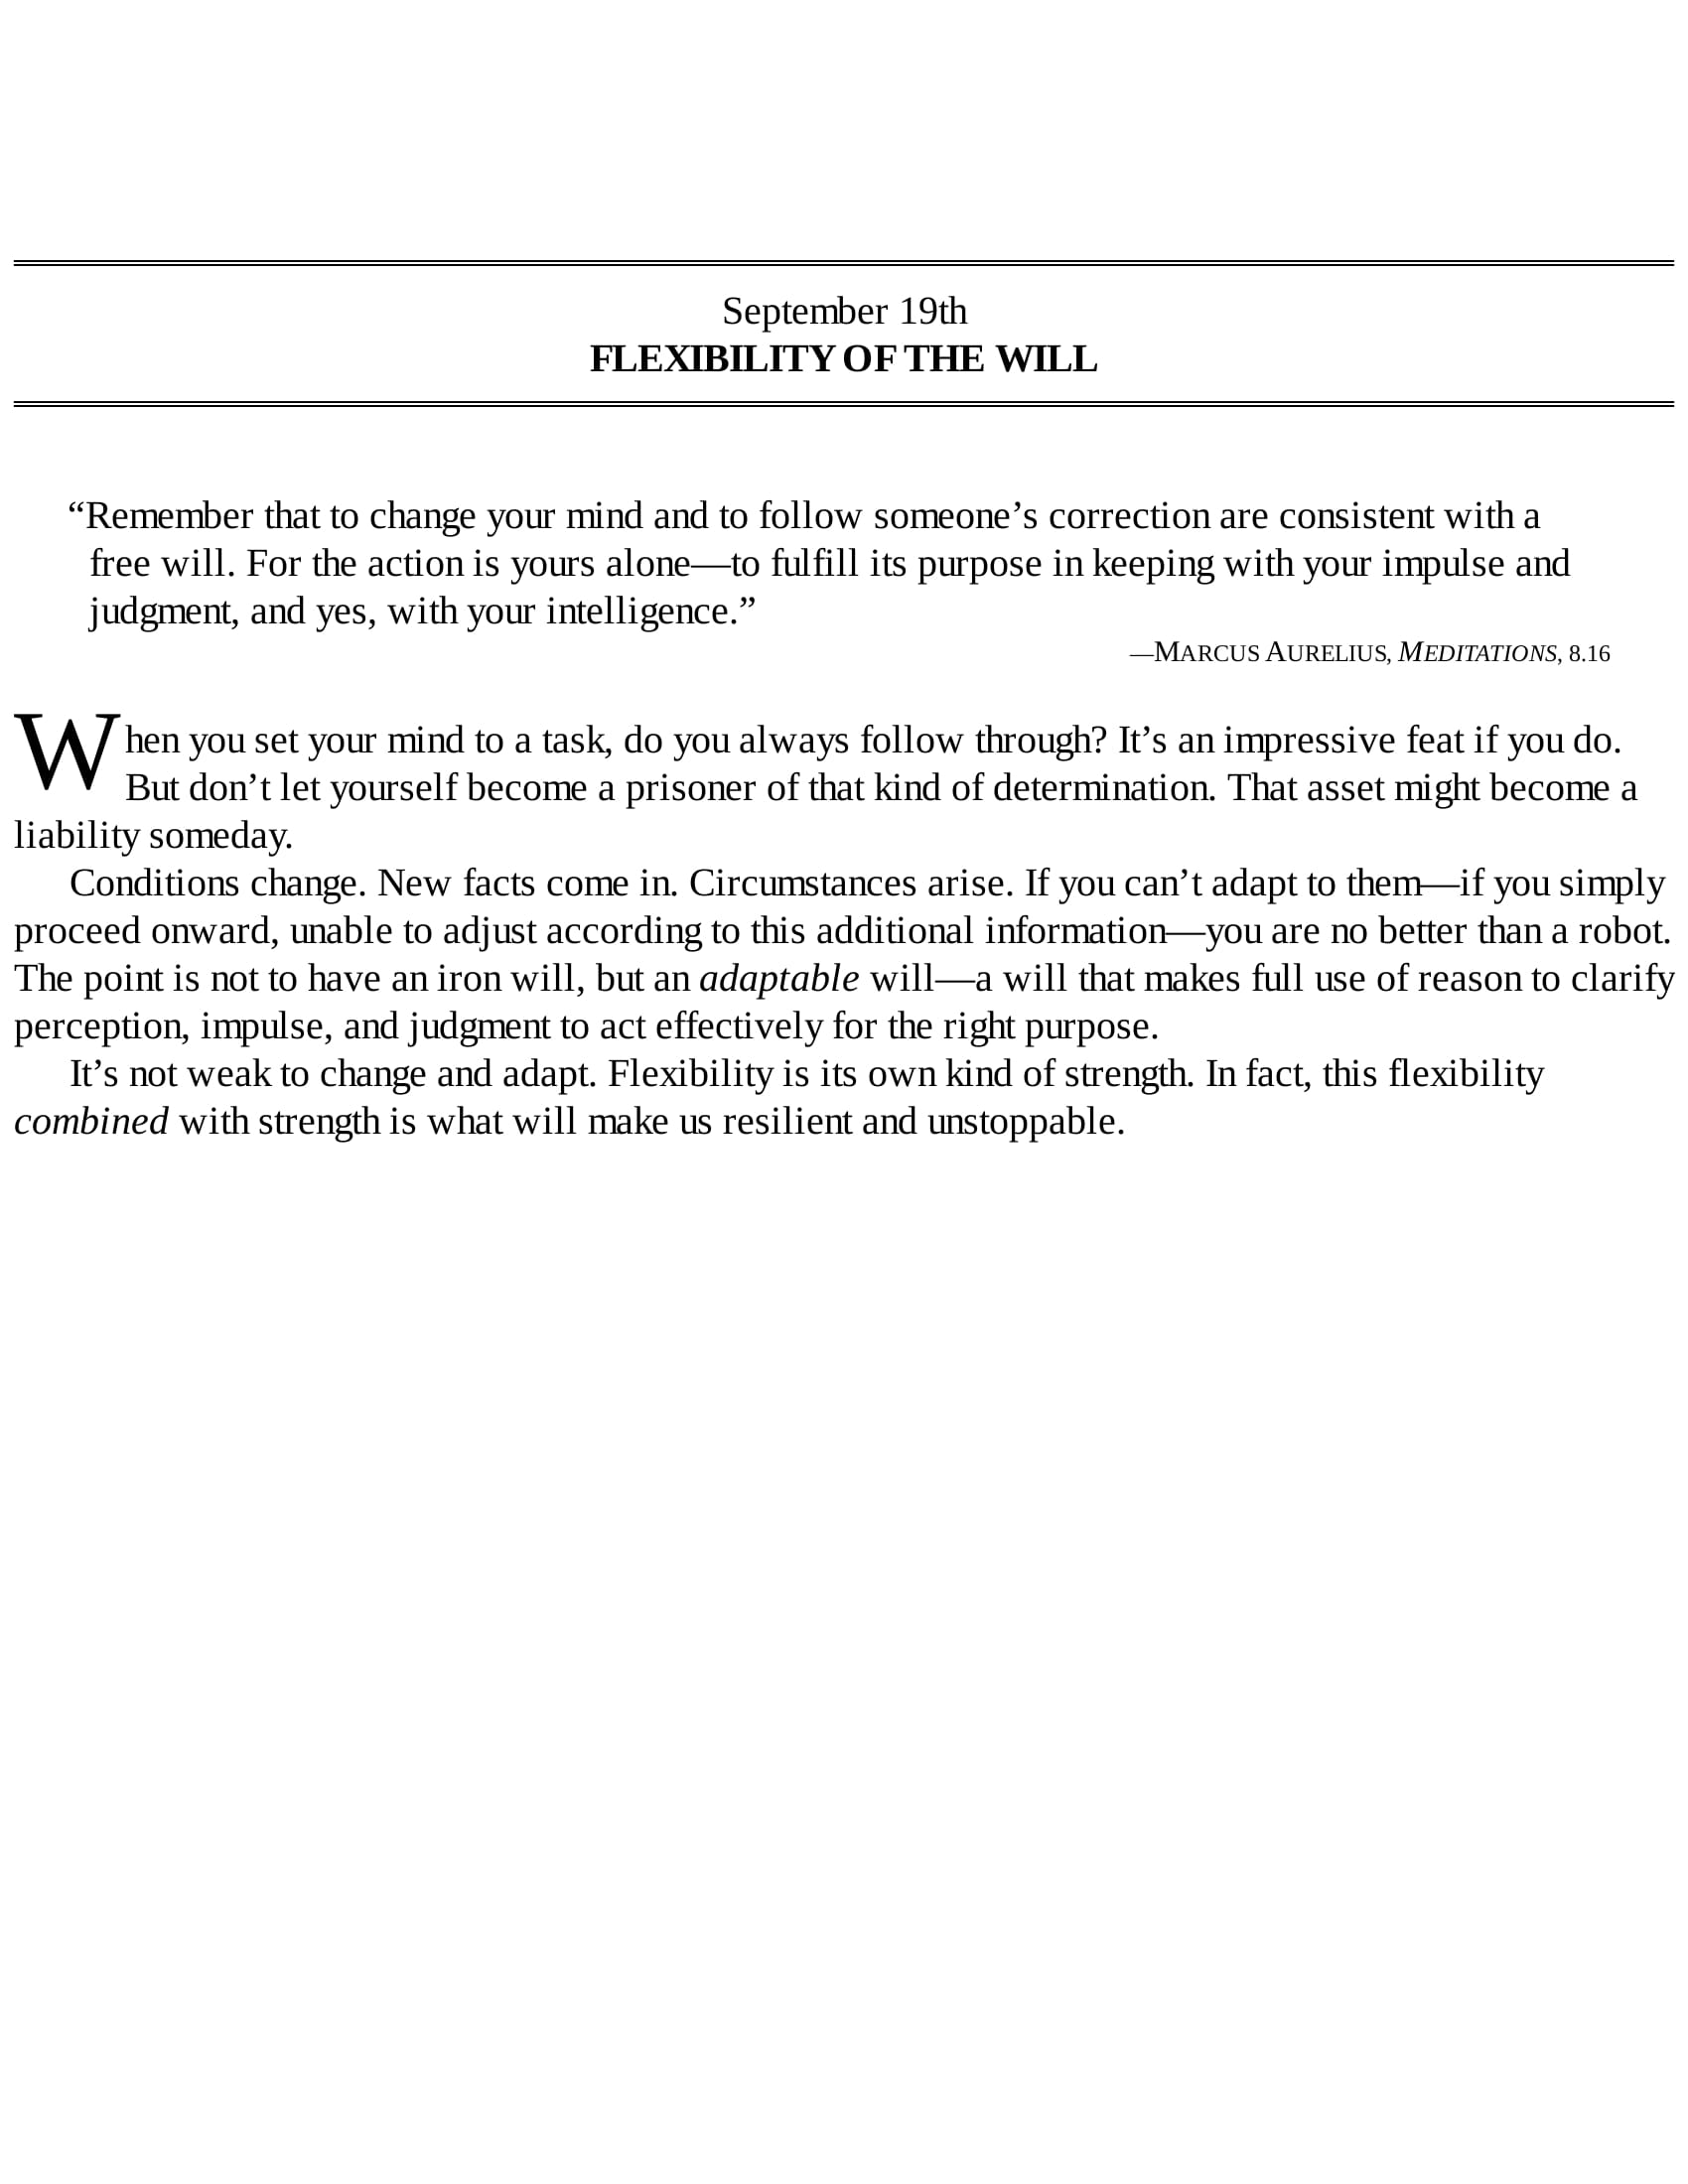 September 19th
FLEXIBILITY OF THE WILL
“Remember that to change your mind and to follow someone’s correction are consistent with a
free will. For the action is yours alone—to fulfill its purpose in keeping with your impulse and
judgment, and yes, with your intelligence.”
—MARCUS AURELIUS, MEDITATIONS, 8.16
When you set your mind to a task, do you always follow through? It’s an impressive feat if you do.
But don’t let yourself become a prisoner of that kind of determination. That asset might become a
liability someday.
Conditions change. New facts come in. Circumstances arise. If you can’t adapt to them—if you simply
proceed onward, unable to adjust according to this additional information—you are no better than a robot.
The point is not to have an iron will, but an adaptable will—a will that makes full use of reason to clarify
perception, impulse, and judgment to act effectively for the right purpose.
It’s not weak to change and adapt. Flexibility is its own kind of strength. In fact, this flexibility
combined with strength is what will make us resilient and unstoppable.